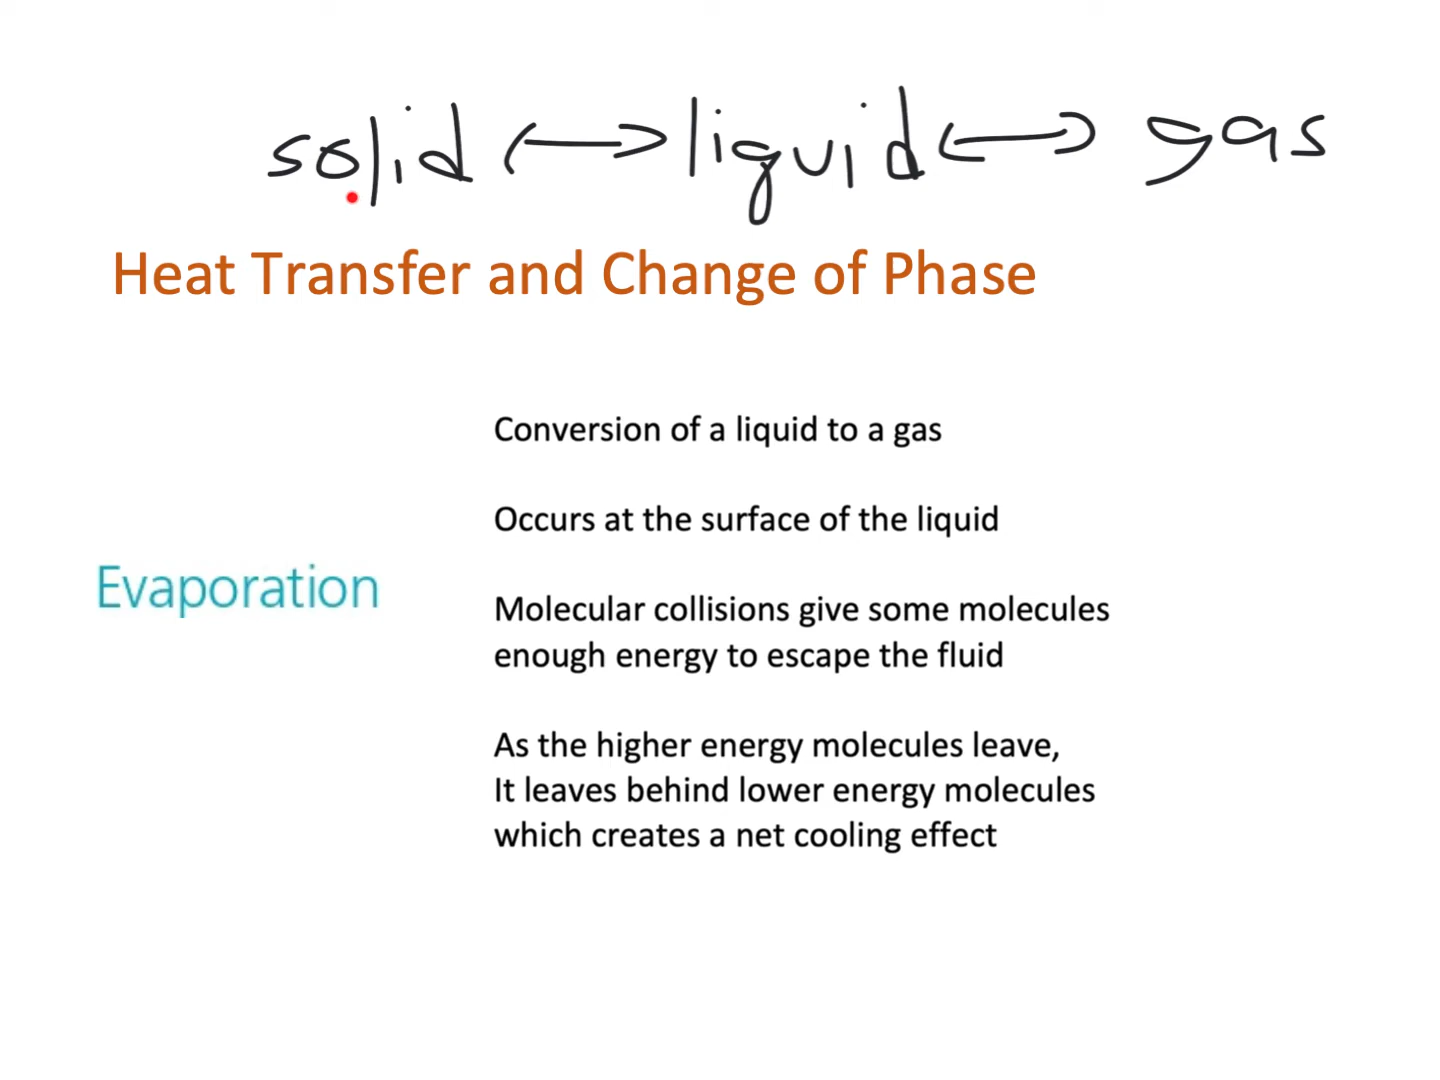 solid ↔ liquid ↔ gas
Heat Transfer and Change of Phase
Conversion of a liquid to a gas
Occurs at the surface of the liquid
Evaporation
Molecular collisions give some molecules
enough energy to escape the fluid
As the higher energy molecules leave,
It leaves behind lower energy molecules
which creates a net cooling effect